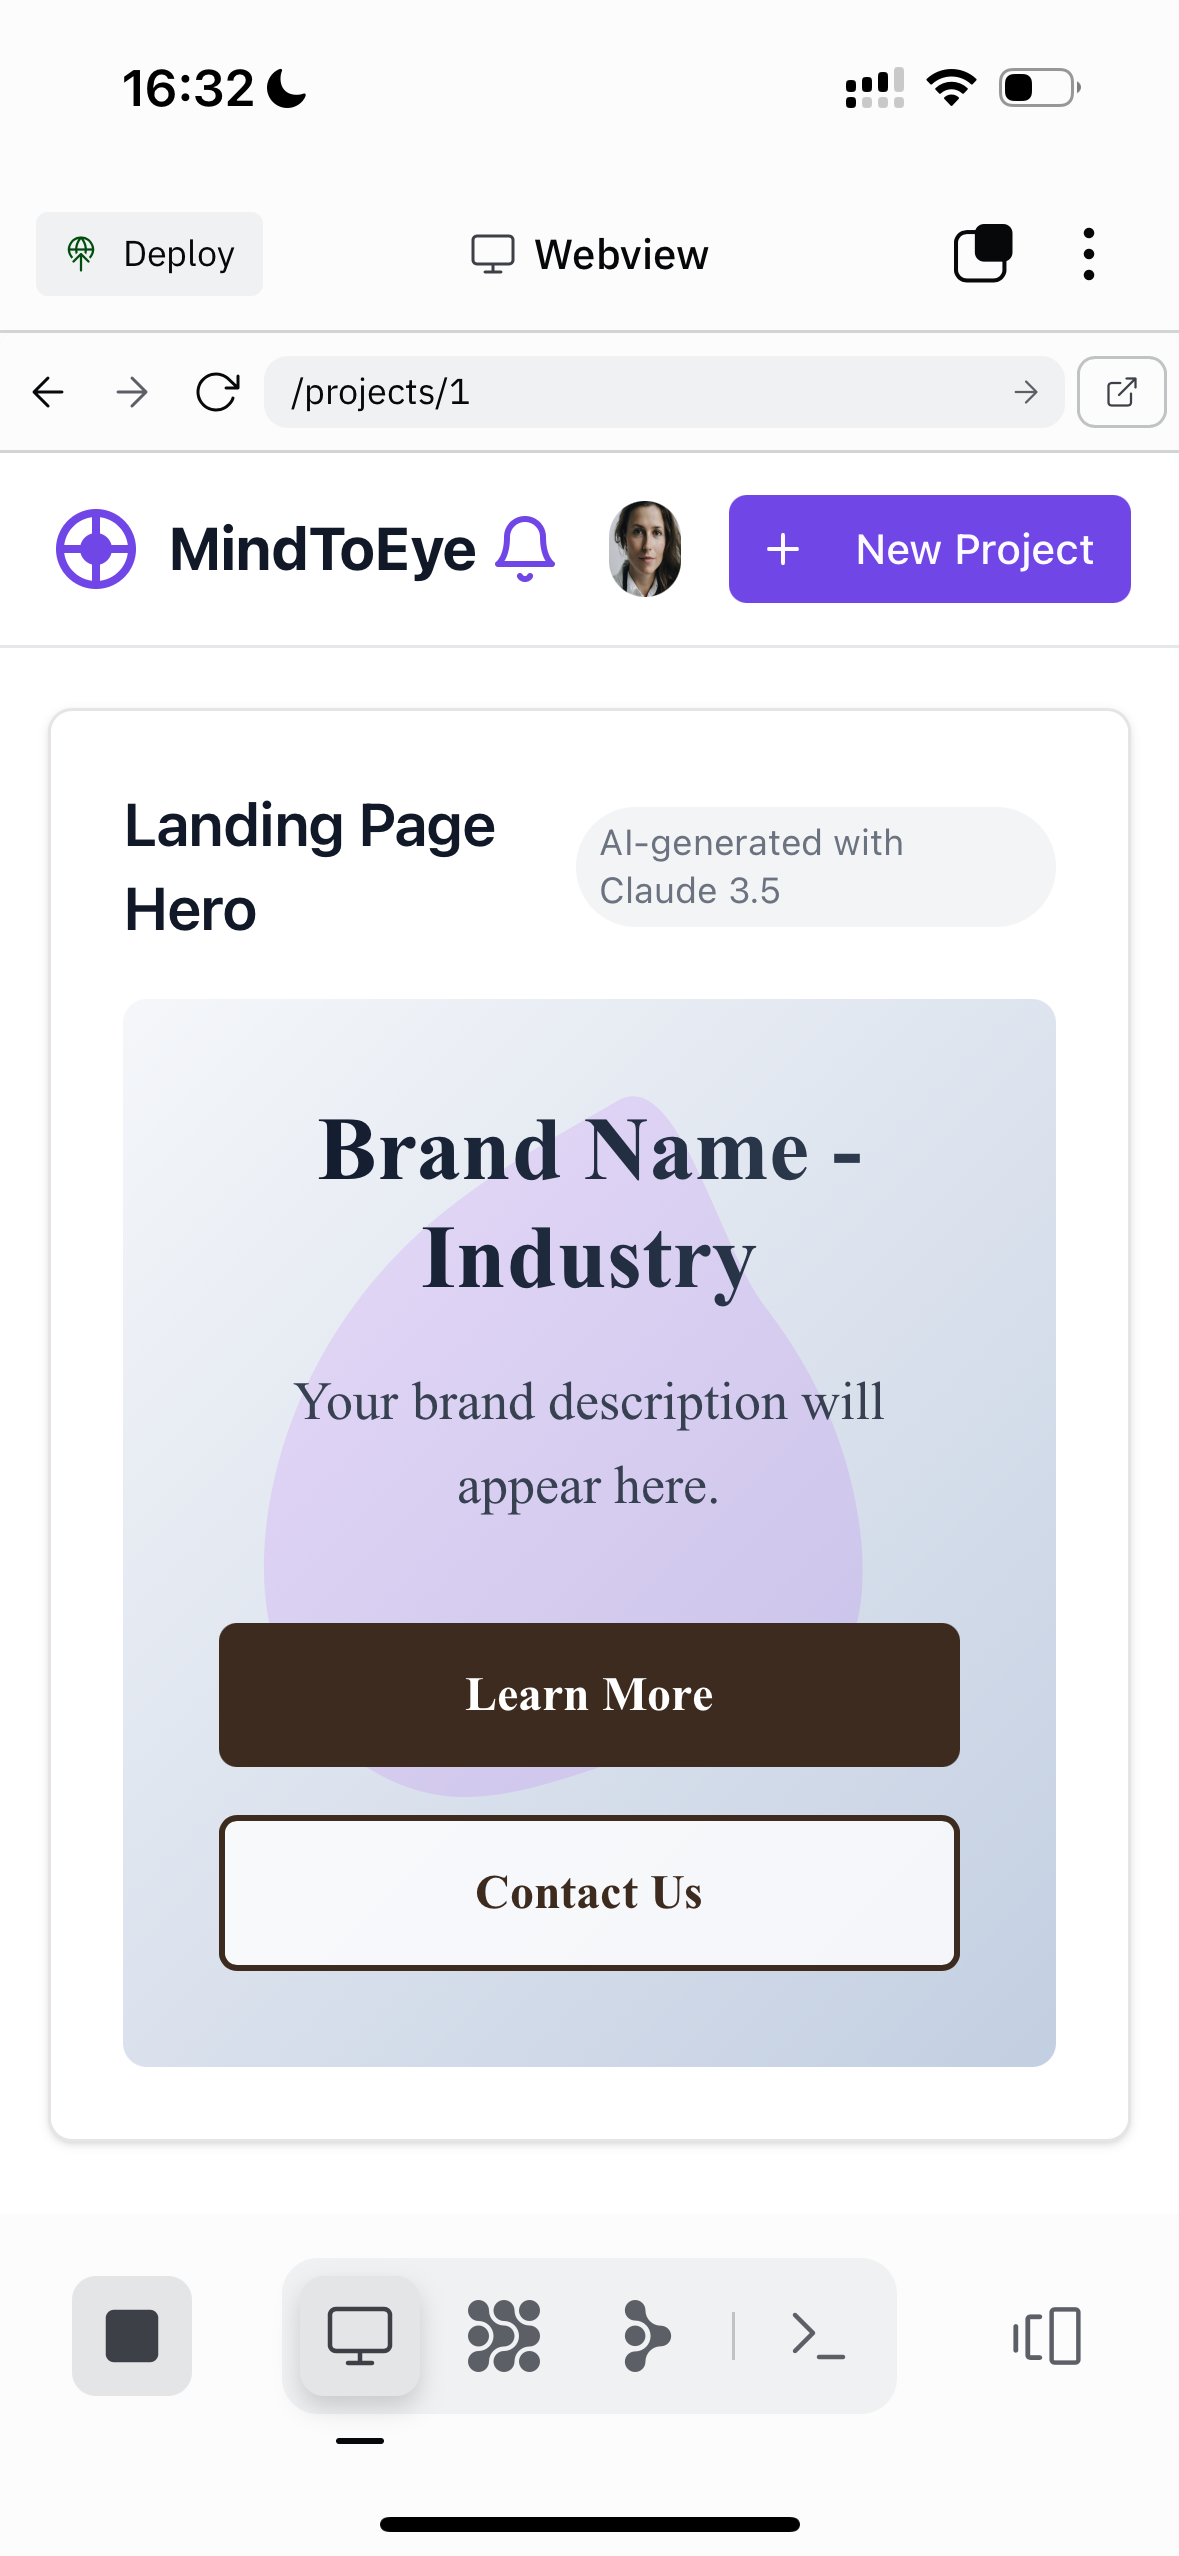 16:32
Deploy
Webview
/projects/1
MindToEye
New Project
Landing Page
Hero
AI-generated with
Claude 3.5
Brand Name -
Industry
Your brand description will
appear here.
Learn More
Contact Us